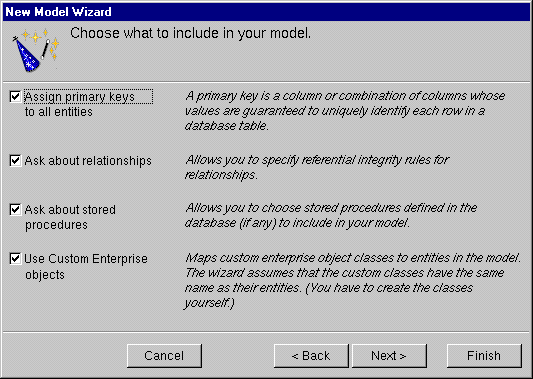 New Model Wizard
Choose what to include in your model.
Assign primary keys
to all entities
A primary key is a column or combination of columns whose
values are guaranteed to uniquely identify each row in a
database table.
Ask about relationships
Allows you to specify referential integrity rules for
relationships.
Ask about stored
procedures
Allows you to choose stored procedures defined in the
database (if any) to include in your model.
Use Custom Enterprise
objects
Maps custom enterprise object classes to entities in the model.
The wizard assumes that the custom classes have the same
name as their entities. (You have to create the classes
yourself.)
Cancel
< Back
Next >
Finish